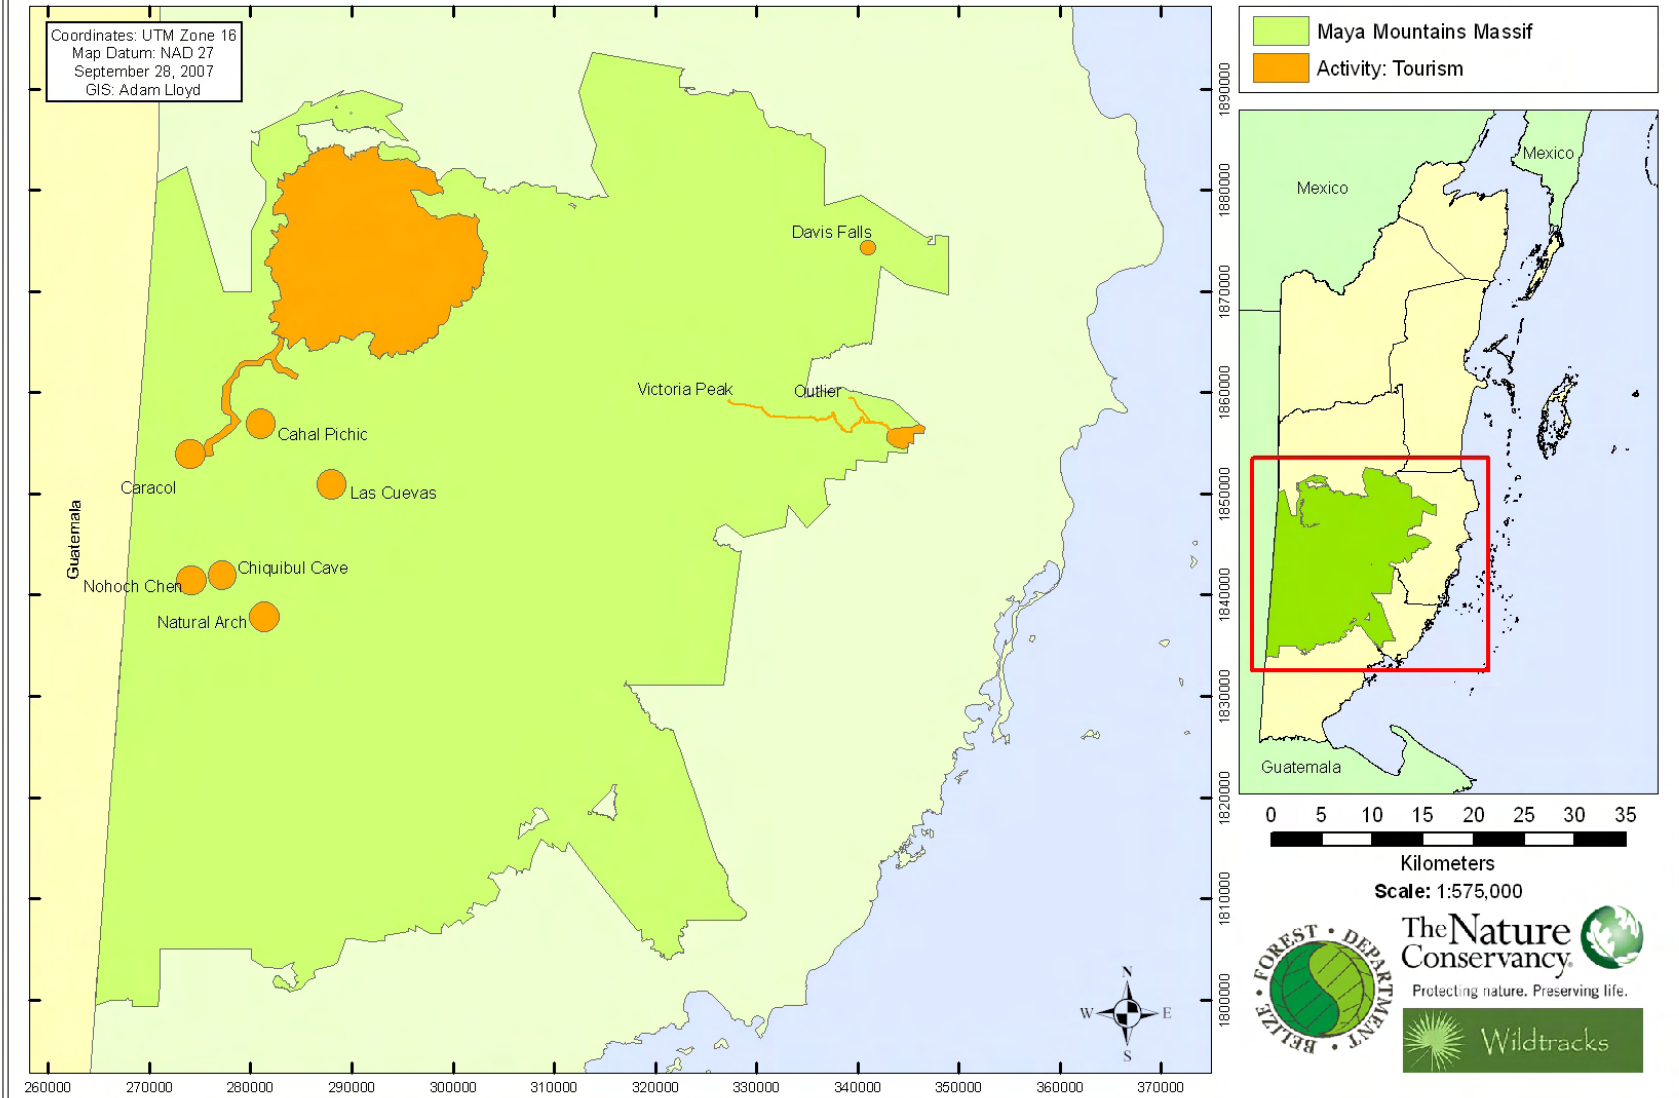 Coordinates: UTM Zone 16
Map Datum: NAD 27
September 28, 2007
GIS: Adam Lloyd
Maya Mountains Massif
Activity: Tourism
Davis Falls
Victoria Peak
Outlier
Cahal Pichic
Caracol
Las Cuevas
Guatemala
Chiquibul Cave
Nohoch Chen
Natural Arch
1890000
1880000
1870000
1860000
1850000
1840000
1830000
1820000
1810000
1800000
260000 270000 280000 290000 300000 310000 320000 330000 340000 350000 360000 370000
N
W E
S
Mexico
Mexico
Guatemala
0 5 10 15 20 25 30 35
Kilometers
Scale: 1:575,000
BELIZE • FOREST • DEPARTMENT •
The Nature
Conservancy
Protecting nature. Preserving life.
Wildtracks